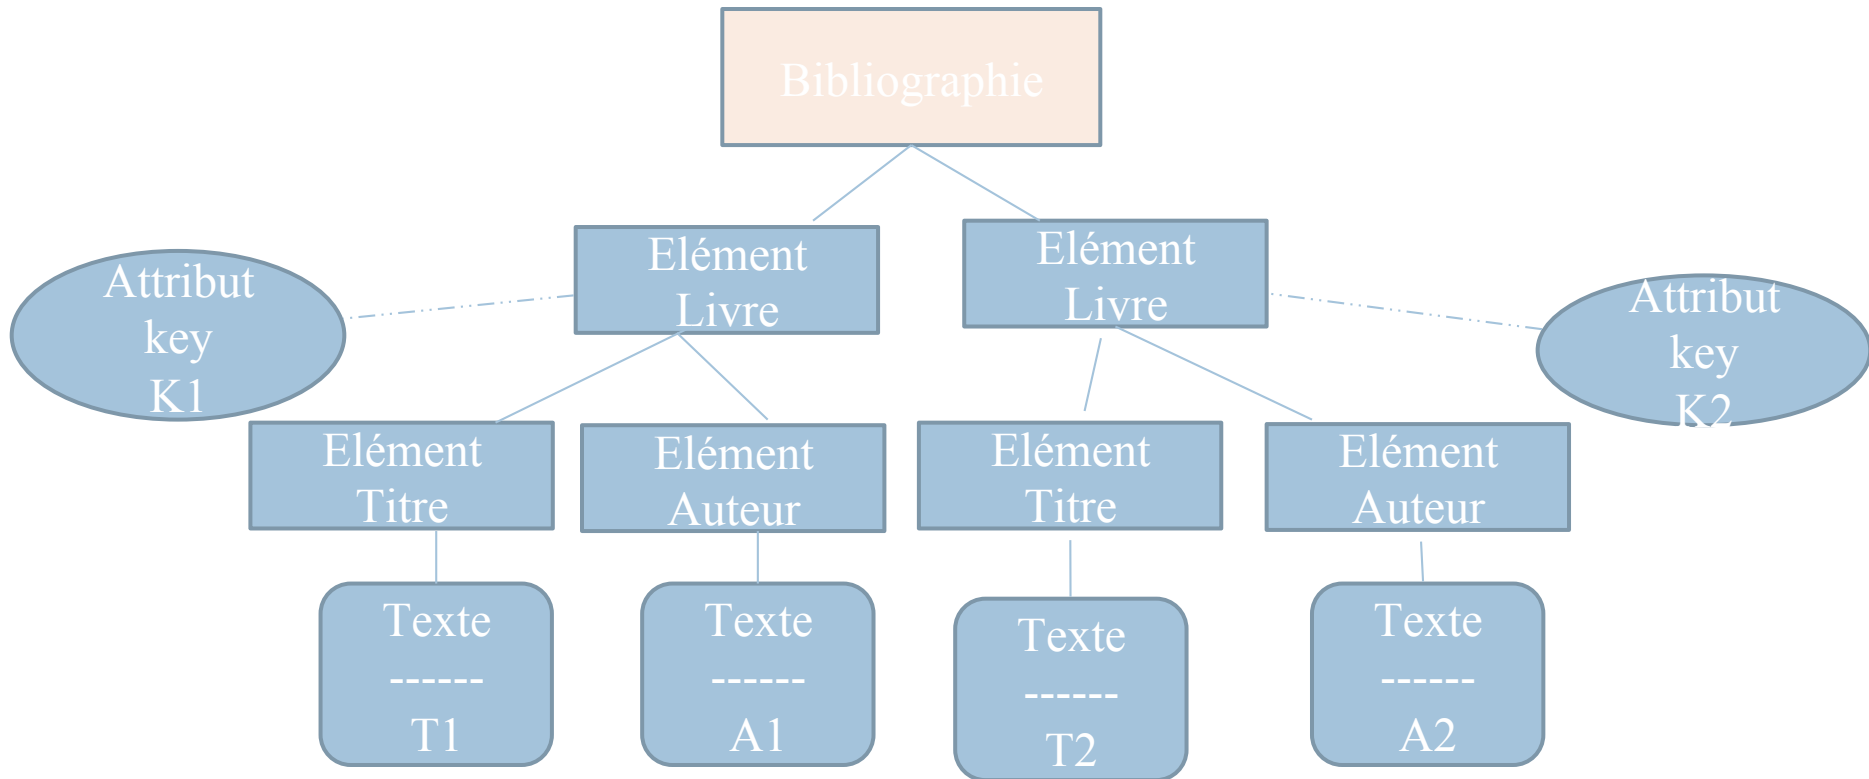 Bibliographie
Elément
Livre
Elément
Livre
Attribut
key
K1
Attribut
key
K2
Elément
Titre
Elément
Auteur
Elément
Titre
Elément
Auteur
Texte
------
T1
Texte
------
A1
Texte
------
T2
Texte
------
A2